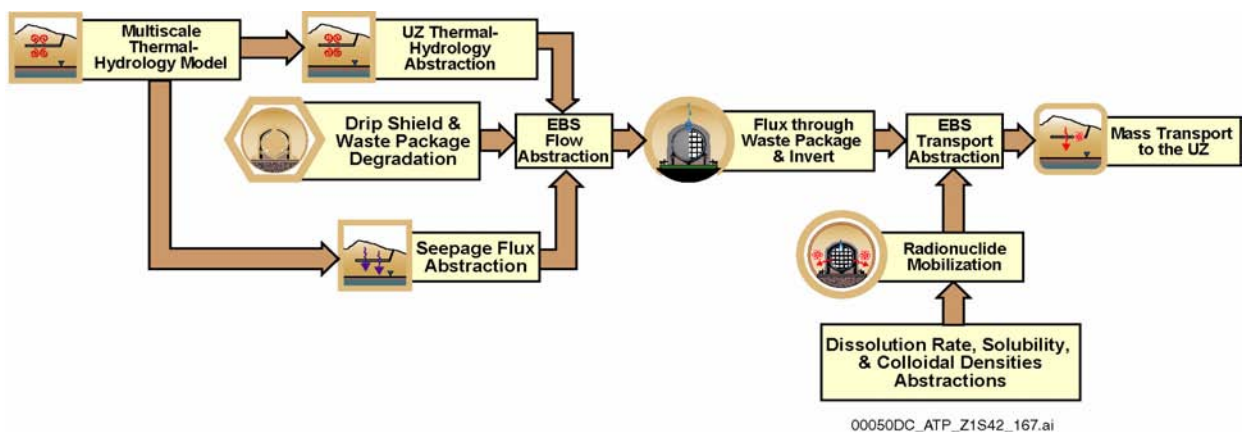 Multiscale
Thermal-
Hydrology Model
UZ Thermal-
Hydrology
Abstraction
Drip Shield &
Waste Package
Degradation
EBS
Flow
Abstraction
Flux through
Waste Package
& Invert
EBS
Transport
Abstraction
Mass Transport
to the UZ
Seepage Flux
Abstraction
Radionuclide
Mobilization
Dissolution Rate, Solubility,
& Colloidal Densities
Abstractions
00050DC_ATP_Z1S42_167.ai